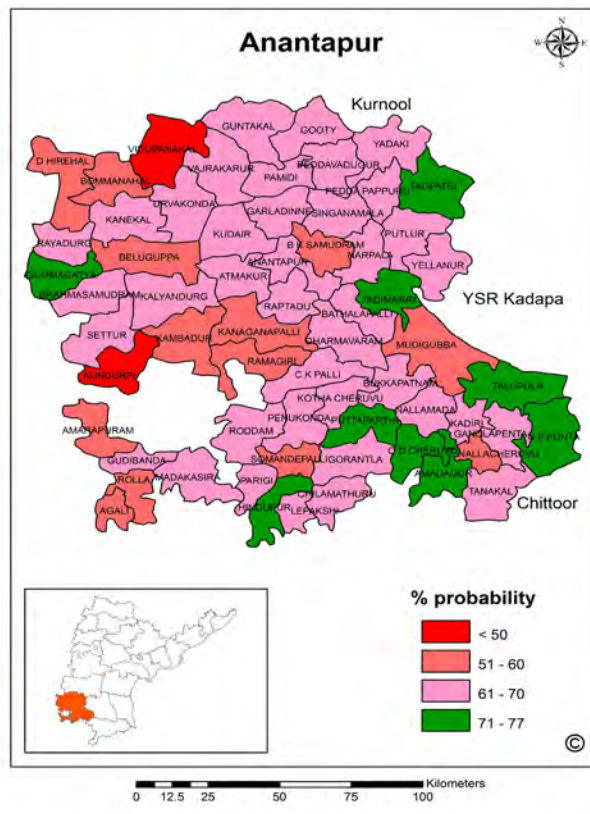 Anantapur
N
W E
S
Kurnool
GUNTAKAL
GOOTY
YADAKI
VIDUPANAKAL
D HIREHAL
BOMMANAHAL
VAJRAKARUR
PAMIDI
PEDDAVADUGUR
TADPATRI
PEDDA PAPPURU
URVAKONDA
KANEKAL
GARLADINNE
SINGANAMALA
PUTLUR
RAYADURG
KUDAIR
B K SAMUDRAM
NARPALA
BELUGUPPA
ANANTAPUR
YELLANUR
GUMMAGATTA
ATMAKUR
TADIMARRI
BRAHMASAMUDRAM
KALYANDURG
RAPTADU
BATHALAPALLI
YSR Kadapa
SETTUR
KAMBADUR
KANAGANAPALLI
DHARMAVARAM
MUDIGUBBA
RAMAGIRI
KUNDURPI
C K PALLI
BUKKAPATNAM
TALUPULA
KOTHA CHERUVU
NALLAMADA
AMARAPURAM
PENUKONDA
PUTTAPARTHI
KADIRI
RODDAM
GANDLAPENTA
N P KUNTA
GUDIBANDA
SOMANDEPALLI
GORANTLA
O D CHERUVU
NALLACHERUVU
MADAKASIRA
ROLLA
PARIGI
AMADAGUR
TANAKAL
Chittoor
AGALI
HINDUPUR
CHILAMATHURU
LEPAKSHI
% probability
< 50
51 - 60
61 - 70
71 - 77
©
Kilometers
0 12.5 25 50 75 100